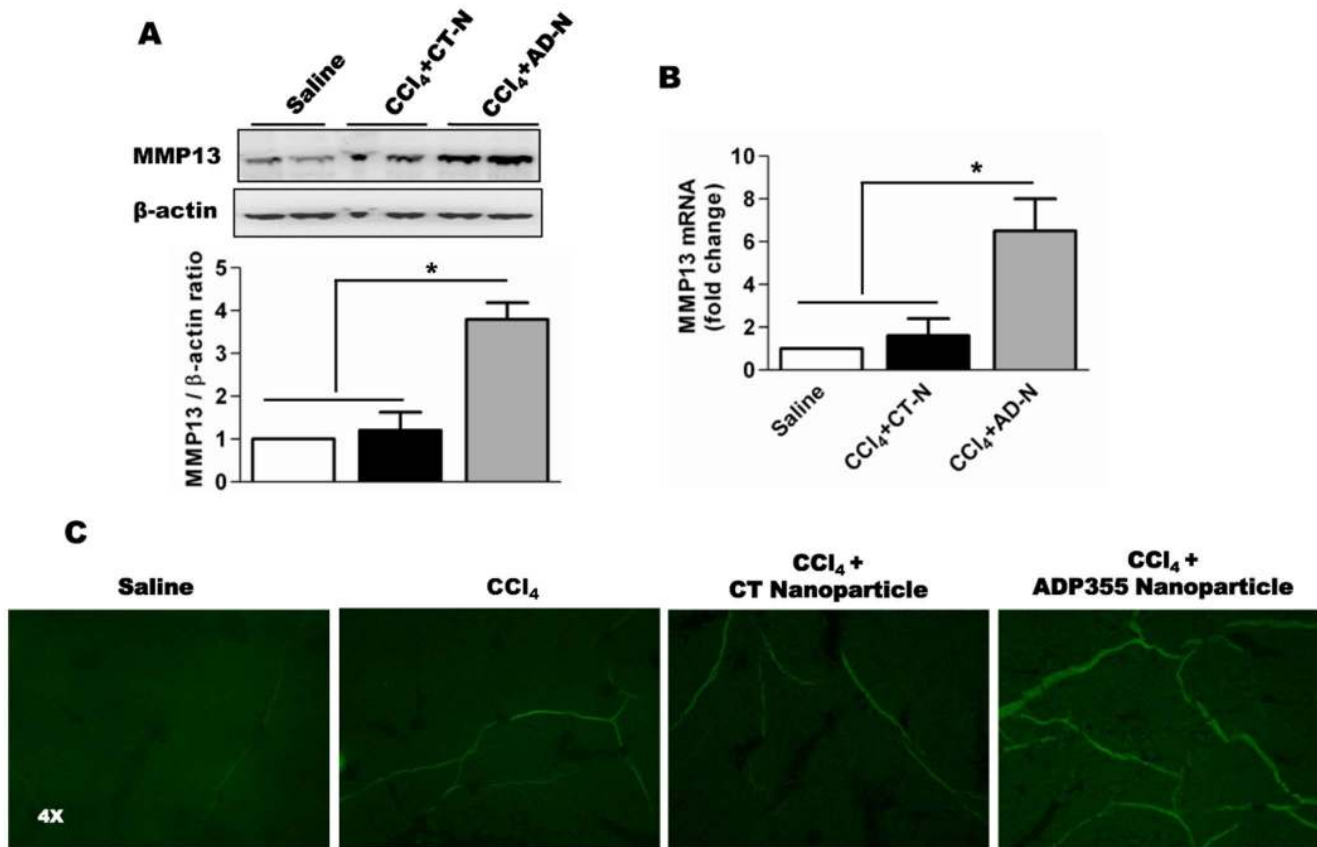 A
Saline
CCl₄+CT-N
CCl₄+AD-N
MMP13
β-actin
MMP13 / β-actin ratio
5
4
3
2
1
0
*
B
MMP13 mRNA
(fold change)
10
8
6
4
2
0
*
Saline
CCl₄+CT-N
CCl₄+AD-N
C
Saline
CCl₄
CCl₄ +
CT Nanoparticle
CCl₄ +
ADP355 Nanoparticle
4X